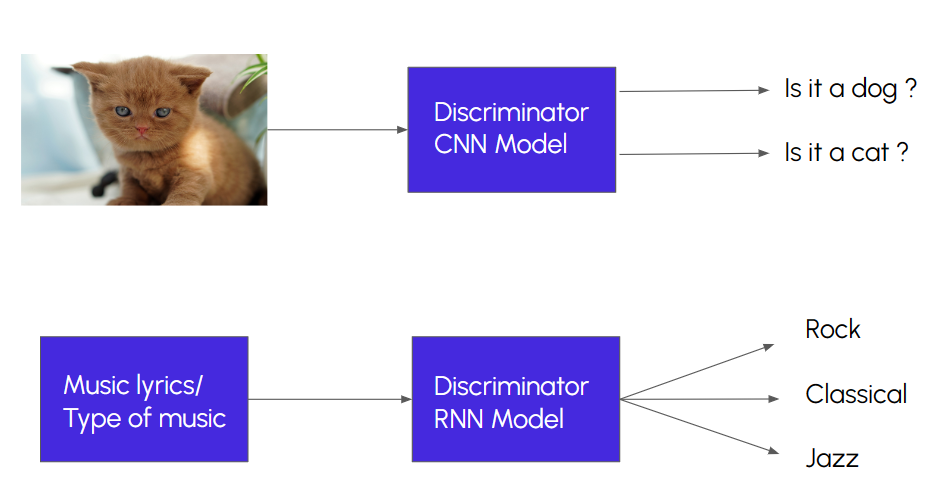 Discriminator
CNN Model
Is it a dog ?
Is it a cat ?
Music lyrics/
Type of music
Discriminator
RNN Model
Rock
Classical
Jazz